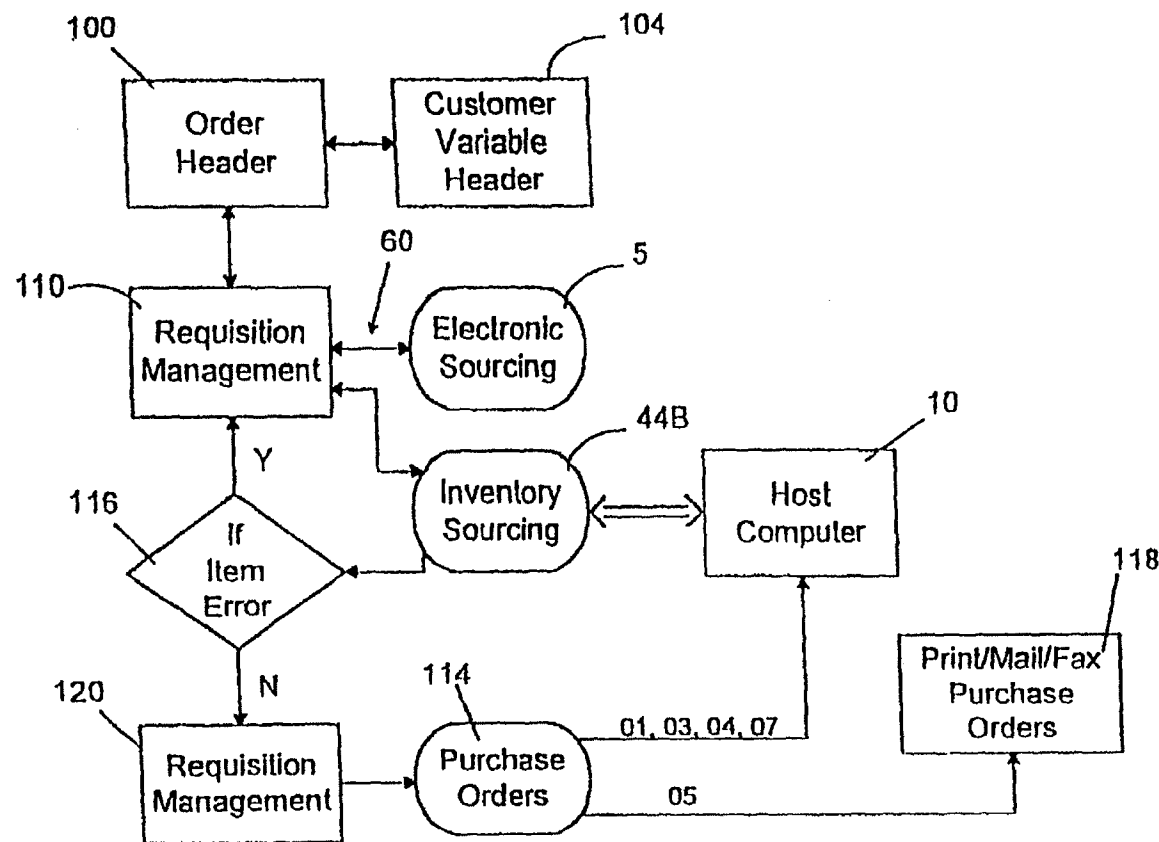 100
104
Order
Header
Customer
Variable
Header
60
5
110
Requisition
Management
Electronic
Sourcing
44B
10
Y
Inventory
Sourcing
Host
Computer
116
If
Item
Error
118
N
Print/Mail/Fax
Purchase
Orders
120
114
01, 03, 04, 07
Requisition
Management
Purchase
Orders
05